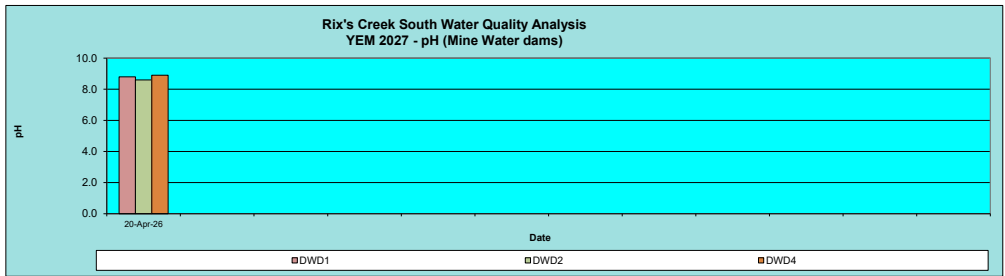 Rix's Creek South Water Quality Analysis
YEM 2027 - pH (Mine Water dams)
10.0
8.0
6.0
4.0
2.0
0.0
pH
20-Apr-26
Date
DWD1 DWD2 DWD4